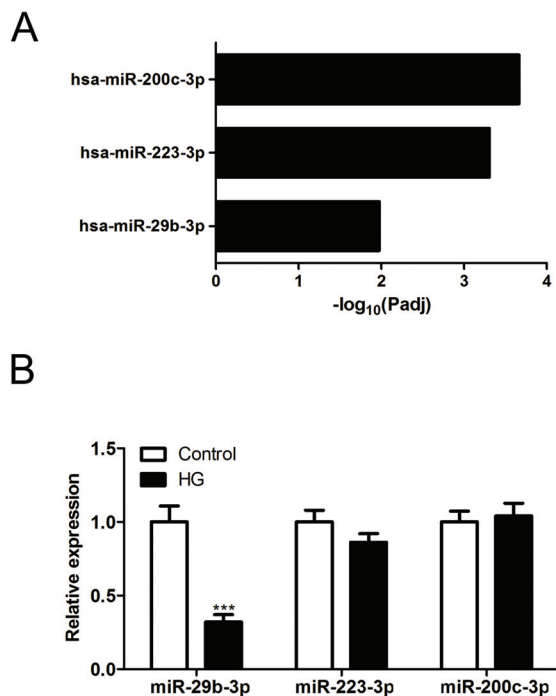 A
hsa-miR-200c-3p
hsa-miR-223-3p
hsa-miR-29b-3p
0 1 2 3 4
-log10(Padj)
B
Relative expression
1.5
1.0
0.5
0.0
Control
HG
***
miR-29b-3p miR-223-3p miR-200c-3p